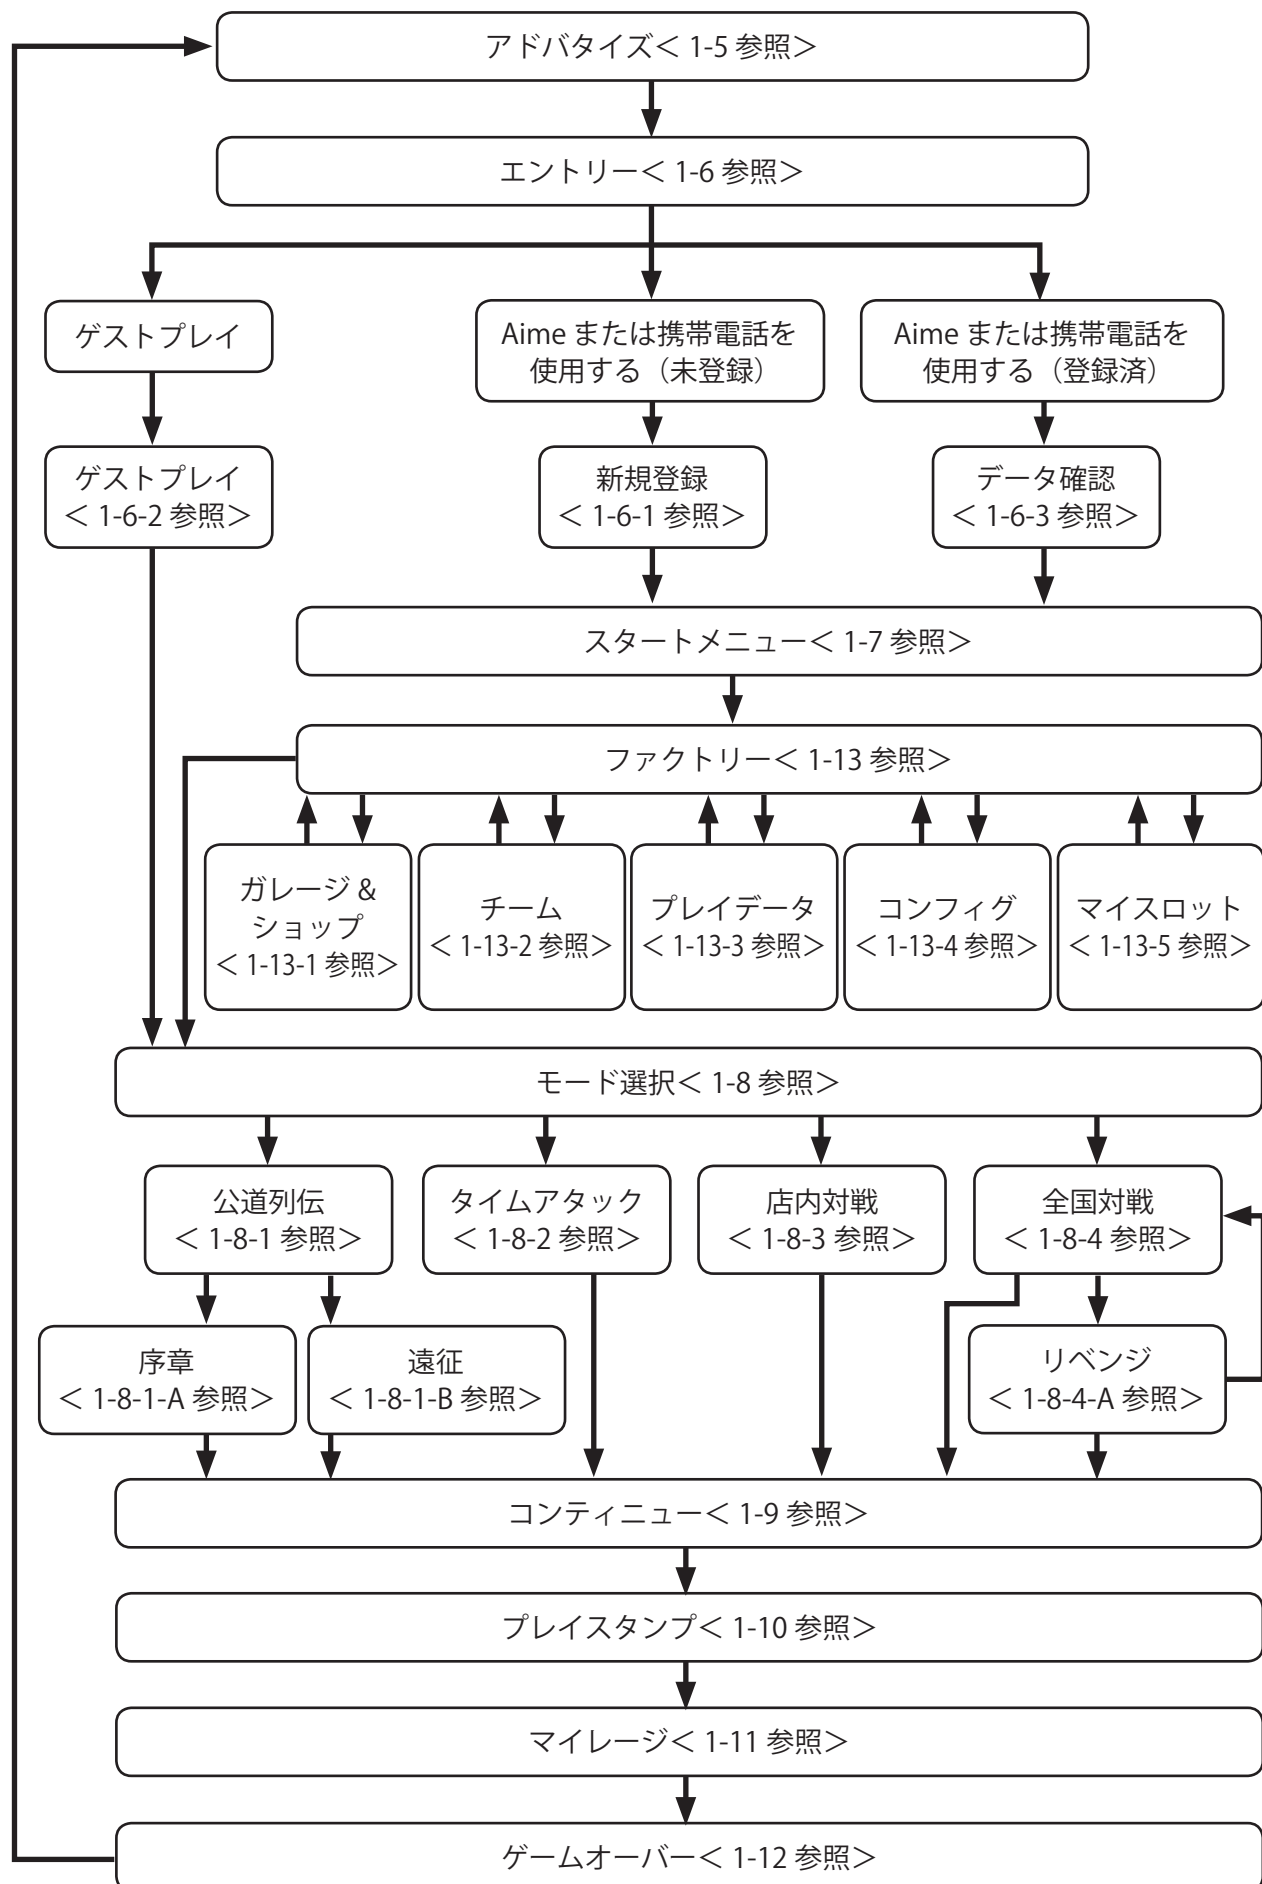 アドバタイズ＜ 1-5 参照＞
エントリー＜ 1-6 参照＞
ゲストプレイ
Aime または携帯電話を
使用する（未登録）
Aime または携帯電話を
使用する（登録済）
ゲストプレイ
＜ 1-6-2 参照＞
新規登録
＜ 1-6-1 参照＞
データ確認
＜ 1-6-3 参照＞
スタートメニュー＜ 1-7 参照＞
ファクトリー＜ 1-13 参照＞
ガレージ &
ショップ
＜ 1-13-1 参照＞
チーム
＜ 1-13-2 参照＞
プレイデータ
＜ 1-13-3 参照＞
コンフィグ
＜ 1-13-4 参照＞
マイスロット
＜ 1-13-5 参照＞
モード選択＜ 1-8 参照＞
公道列伝
＜ 1-8-1 参照＞
タイムアタック
＜ 1-8-2 参照＞
店内対戦
＜ 1-8-3 参照＞
全国対戦
＜ 1-8-4 参照＞
序章
＜ 1-8-1-A 参照＞
遠征
＜ 1-8-1-B 参照＞
リベンジ
＜ 1-8-4-A 参照＞
コンティニュー＜ 1-9 参照＞
プレイスタンプ＜ 1-10 参照＞
マイレージ＜ 1-11 参照＞
ゲームオーバー＜ 1-12 参照＞